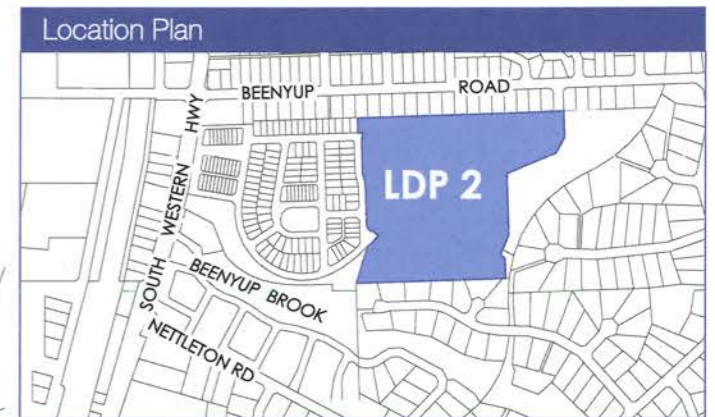 Location Plan
BEENYUP ROAD
SOUTH WESTERN HWY
LDP 2
BEENYUP BROOK
NETTLETON RD